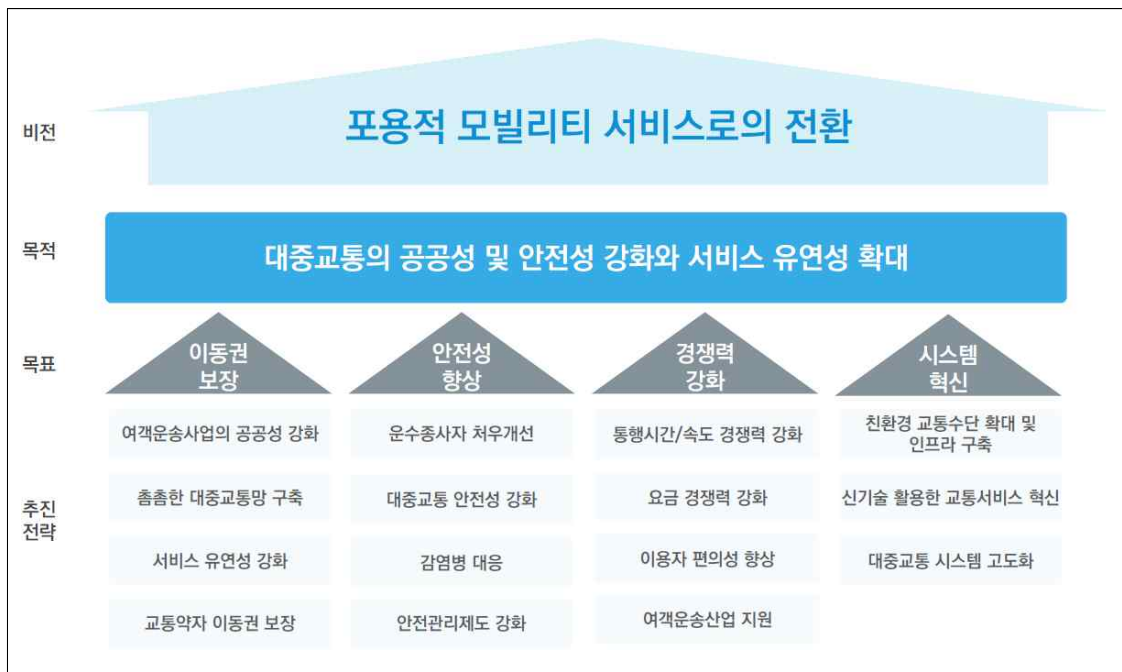 비전
포용적 모빌리티 서비스로의 전환
목적
대중교통의 공공성 및 안전성 강화와 서비스 유연성 확대
목표
이동권
보장
안전성
향상
경쟁력
강화
시스템
혁신
추진
전략
여객운송사업의 공공성 강화
촘촘한 대중교통망 구축
서비스 유연성 강화
교통약자 이동권 보장
운수종사자 처우개선
대중교통 안전성 강화
감염병 대응
안전관리제도 강화
통행시간/속도 경쟁력 강화
요금 경쟁력 강화
이용자 편의성 향상
여객운송산업 지원
친환경 교통수단 확대 및
인프라 구축
신기술 활용한 교통서비스 혁신
대중교통 시스템 고도화